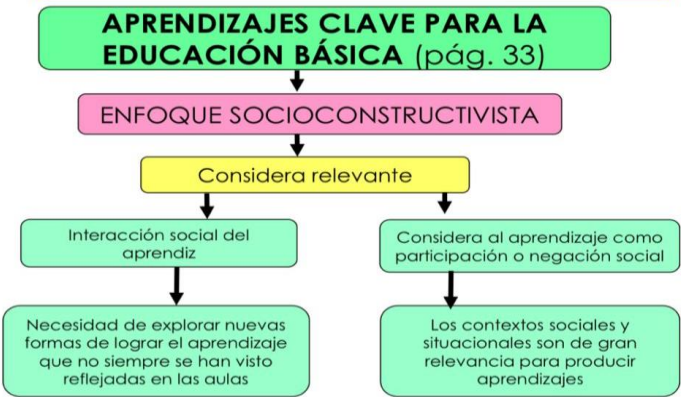 APRENDIZAJES CLAVE PARA LA
EDUCACIÓN BÁSICA (pág. 33)
ENFOQUE SOCIOCONSTRUCTIVISTA
Considera relevante
Interacción social del
aprendiz
Necesidad de explorar nuevas
formas de lograr el aprendizaje
que no siempre se han visto
reflejadas en las aulas
Considera al aprendizaje como
participación o negación social
Los contextos sociales y
situacionales son de gran
relevancia para producir
aprendizajes